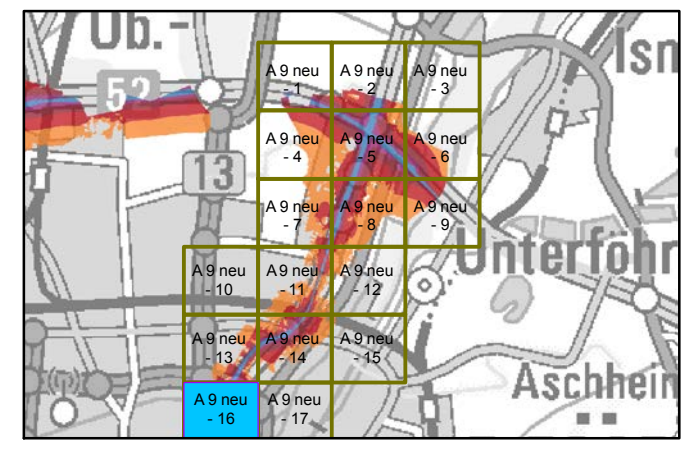 Ob.-
Isn
52
A 9 neu - 1
A 9 neu - 2
A 9 neu - 3
A 9 neu - 4
A 9 neu - 5
A 9 neu - 6
13
A 9 neu - 7
A 9 neu - 8
A 9 neu - 9
Unterföhr
A 9 neu - 10
A 9 neu - 11
A 9 neu - 12
A 9 neu - 13
A 9 neu - 14
A 9 neu - 15
Aschhein
A 9 neu - 16
A 9 neu - 17